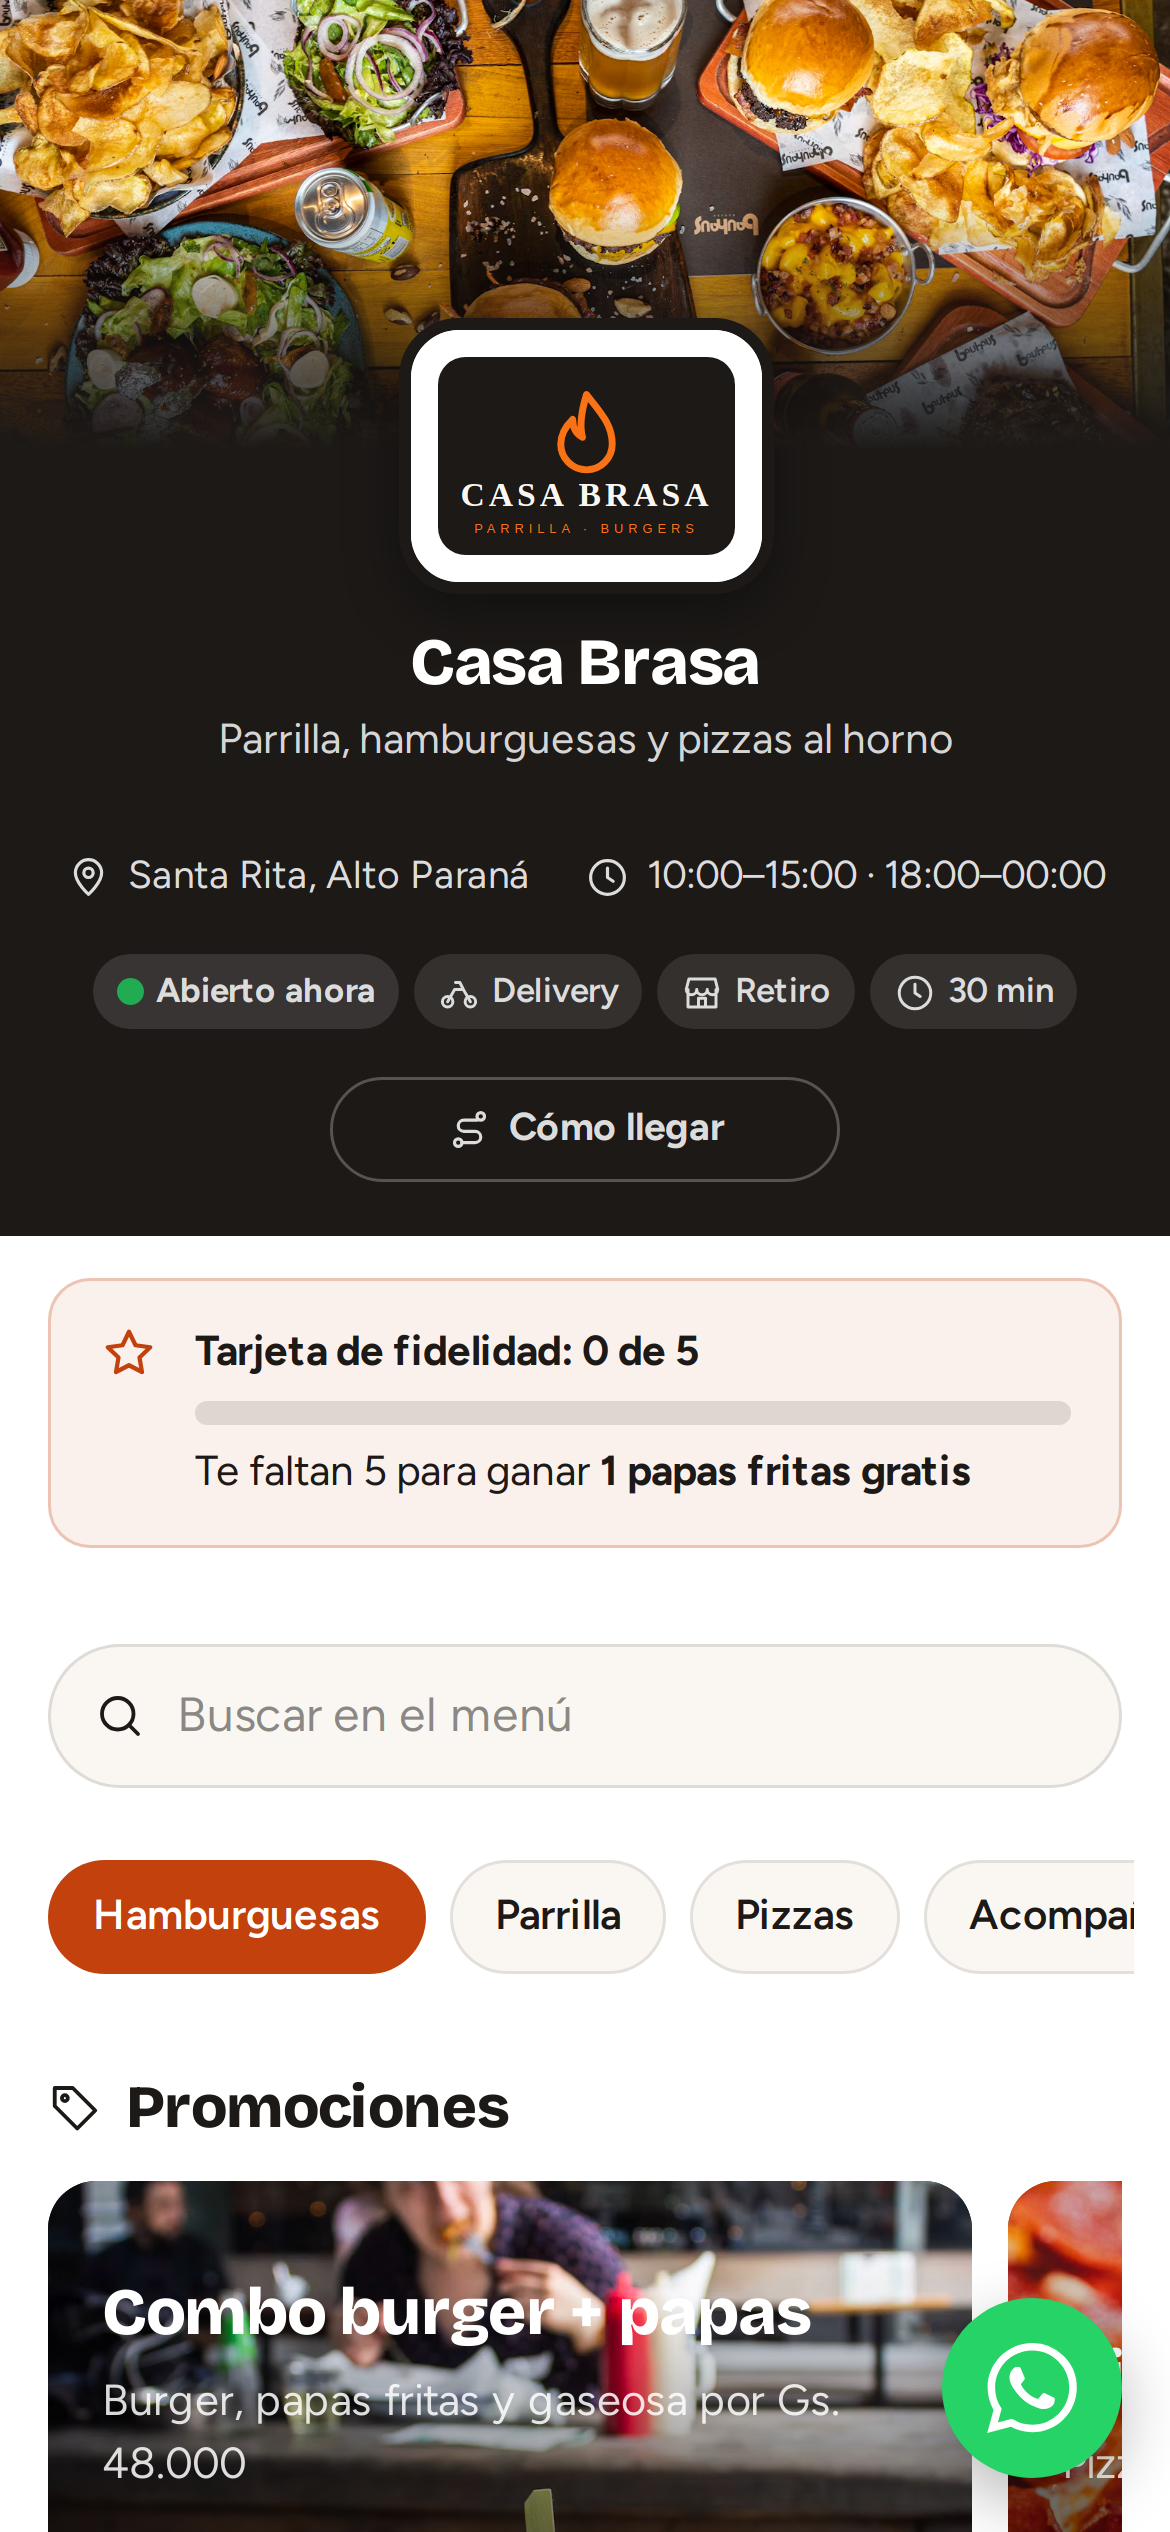 CASA BRASA
PARRILLA · BURGERS
Casa Brasa
Parrilla, hamburguesas y pizzas al horno
Santa Rita, Alto Paraná
10:00–15:00 · 18:00–00:00
Abierto ahora
Delivery
Retiro
30 min
Cómo llegar
Tarjeta de fidelidad: 0 de 5
Te faltan 5 para ganar 1 papas fritas gratis
Buscar en el menú
Hamburguesas
Parrilla
Pizzas
Promociones
Combo burger + papas
Burger, papas fritas y gaseosa por Gs.
48.000